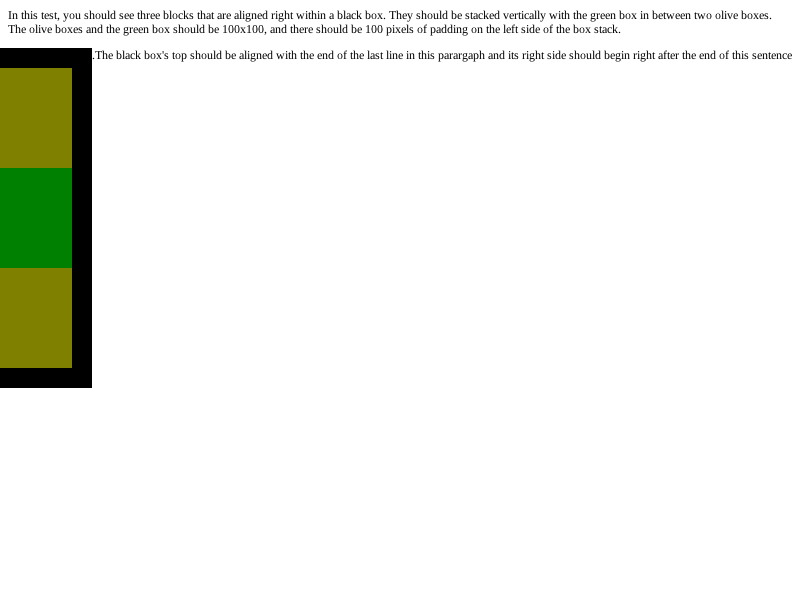 In this test, you should see three blocks that are aligned right within a black box. They should be stacked vertically with the green box in between two olive boxes.
The olive boxes and the green box should be 100x100, and there should be 100 pixels of padding on the left side of the box stack.
.The black box's top should be aligned with the end of the last line in this parargaph and its right side should begin right after the end of this sentence